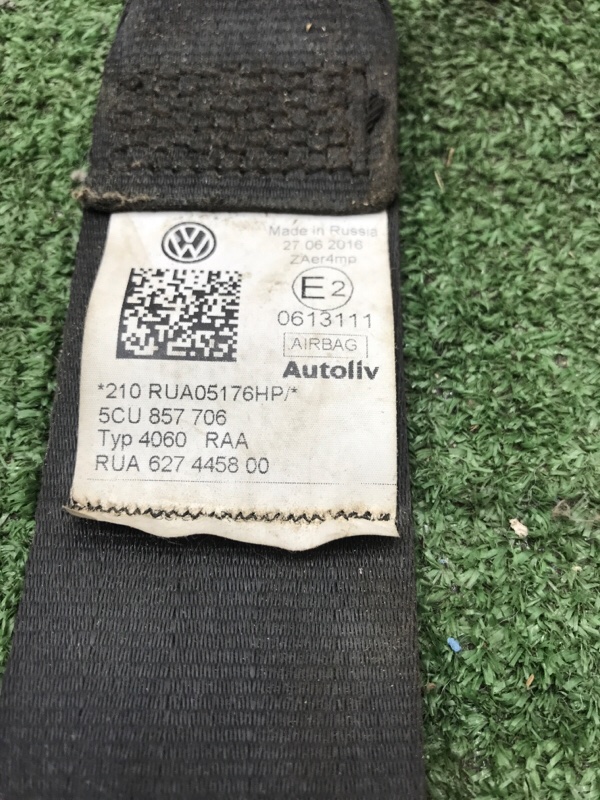 Made in Russia
27.06.2016
ZAer4mp
E2
0613111
AIRBAG
Autoliv
*210 RUA05176HP/*
5CU 857 706
Typ 4060 RAA
RUA 627 4458 00